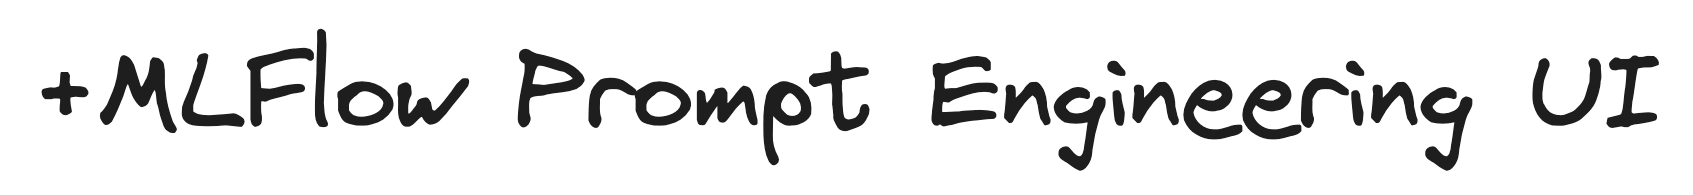 +MLFlow Prompt Engineering UI